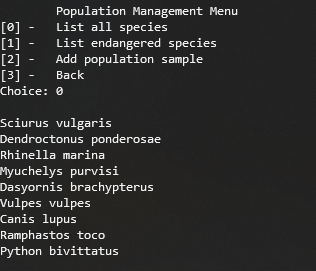 Population Management Menu
[0] -   List all species
[1] -   List endangered species
[2] -   Add population sample
[3] -   Back
Choice: 0
Sciurus vulgaris
Dendroctonus ponderosae
Rhinella marina
Myuchelys purvisi
Dasyornis brachypterus
Vulpes vulpes
Canis lupus
Ramphastos toco
Python bivittatus